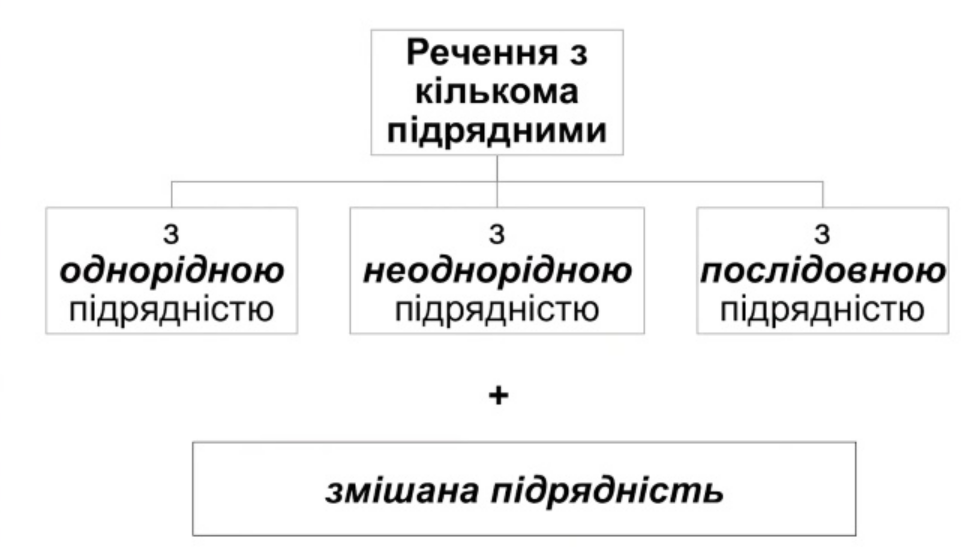 Речення з
кількома
підрядними
з
однорідною
підрядністю
з
неоднорідною
підрядністю
з
послідовною
підрядністю
+
змішана підрядність